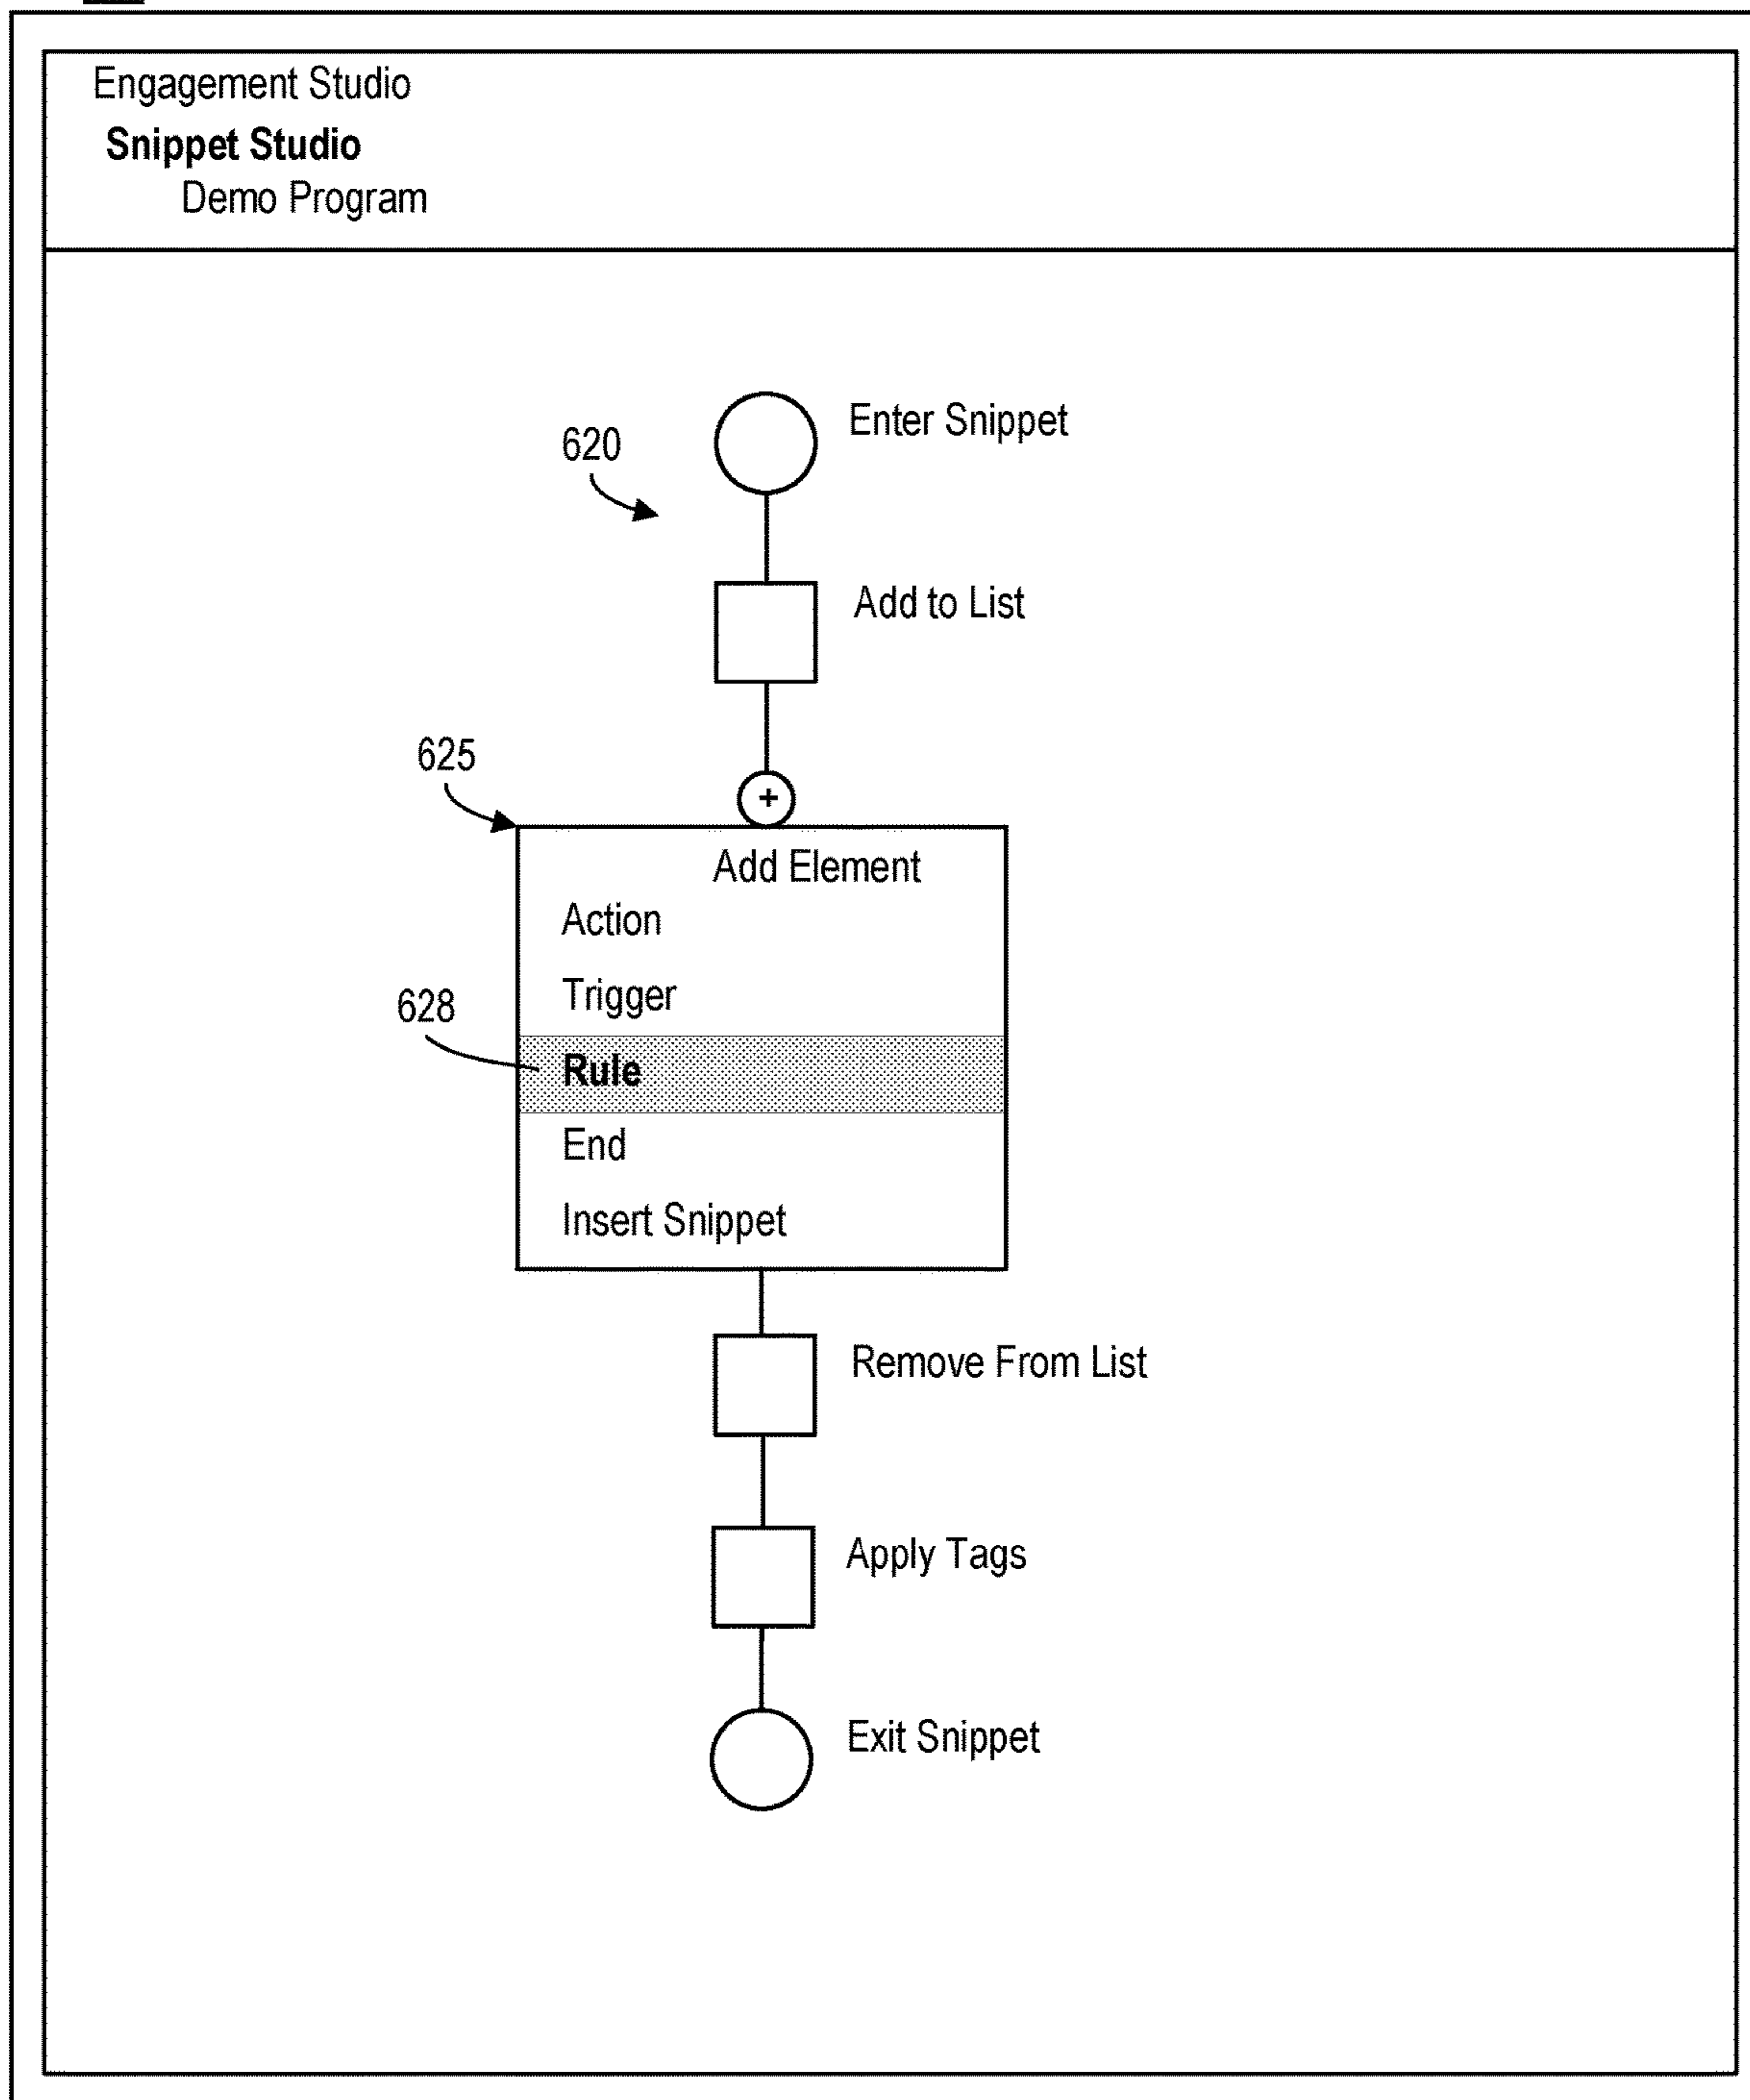 Engagement Studio
Snippet Studio
Demo Program
Enter Snippet
620
Add to List
625
+
Add Element
Action
Trigger
628
Rule
End
Insert Snippet
Remove From List
Apply Tags
Exit Snippet